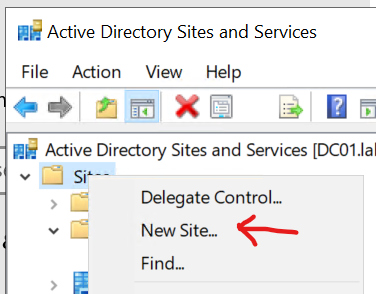 Active Directory Sites and Services
File Action View Help
Active Directory Sites and Services [DC01.la
Sites
Delegate Control...
New Site...
Find...